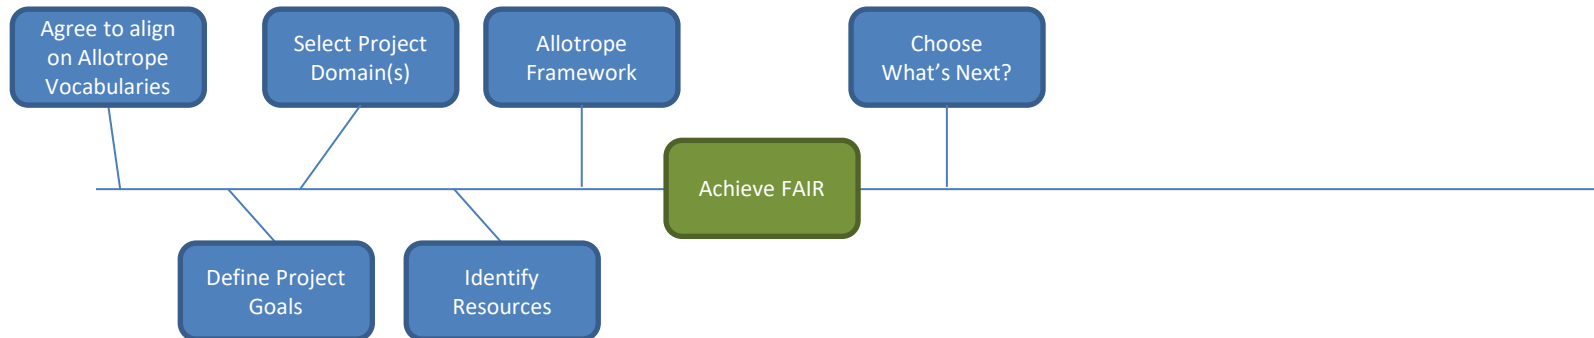 Agree to align
on Allotrope
Vocabularies
Select Project
Domain(s)
Allotrope
Framework
Choose
What's Next?
Achieve FAIR
Define Project
Goals
Identify
Resources